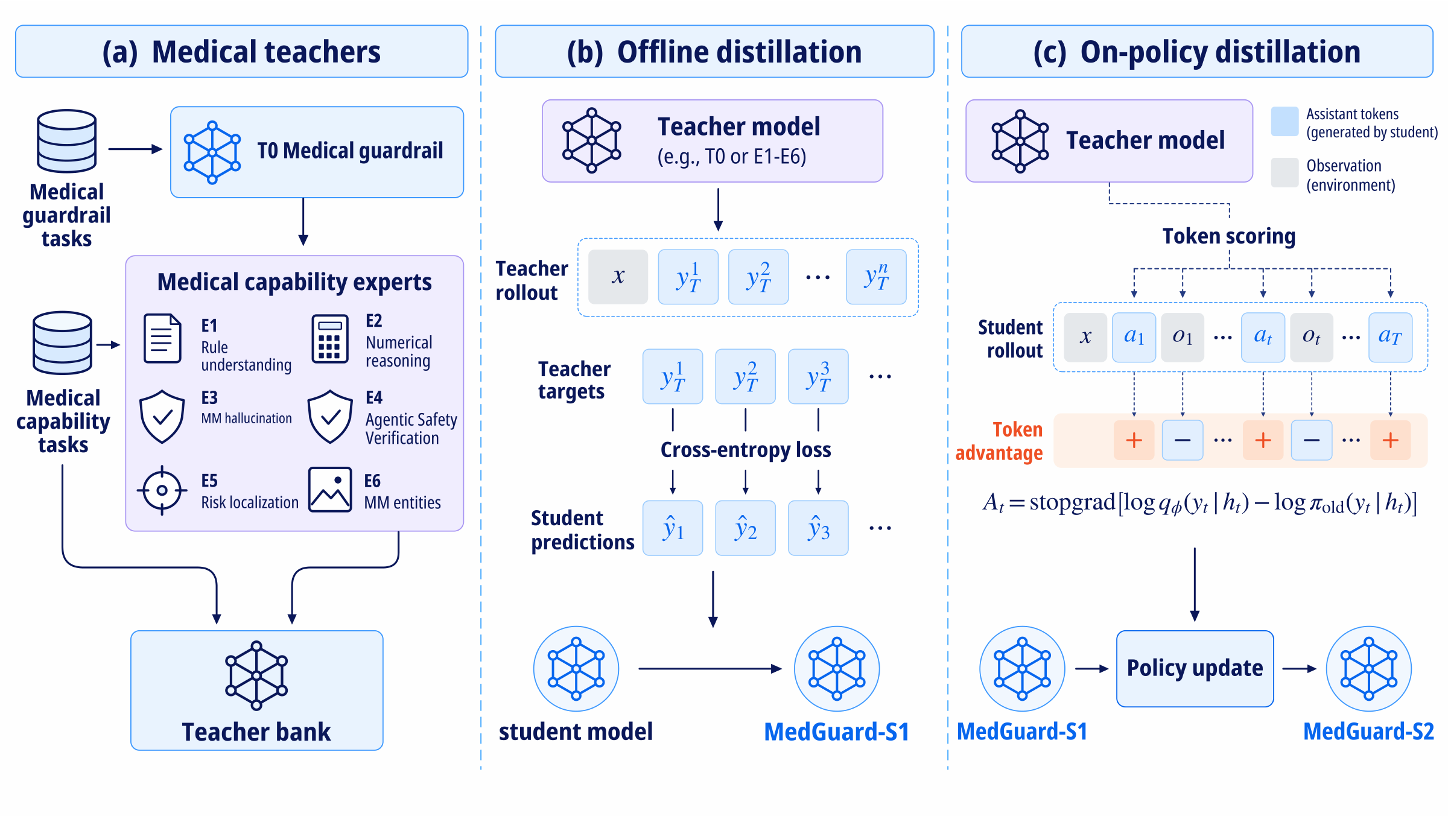 (a) Medical teachers
Medical
guardrail
tasks
T0 Medical guardrail
Medical
capability
tasks
Medical capability experts
E1
Rule
understanding
E2
Numerical
reasoning
E3
MM hallucination
E4
Agentic Safety
Verification
E5
Risk localization
E6
MM entities
Teacher bank
(b) Offline distillation
Teacher model
(e.g., T0 or E1-E6)
Teacher
rollout
x y_T^1 y_T^2 ··· y_T^n
Teacher
targets
y_T^1 y_T^2 y_T^3 ···
Cross-entropy loss
Student
predictions
ŷ_1 ŷ_2 ŷ_3 ···
student model
MedGuard-S1
(c) On-policy distillation
Teacher model
Assistant tokens
(generated by student)
Observation
(environment)
Token scoring
Student
rollout
x a_1 o_1 ··· a_t o_t ··· a_T
Token
advantage
+ − ··· + − ··· +
A_t = stopgrad[log q_ϕ(y_t | h_t) − log π_old(y_t | h_t)]
MedGuard-S1
Policy update
MedGuard-S2